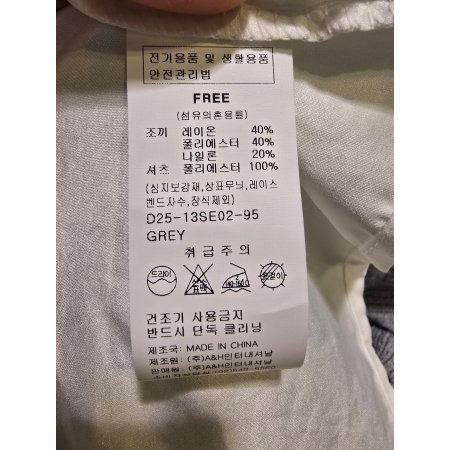 전기용품 및 생활용품
안전관리법
FREE
(섬유의혼용률)
조끼 레이온 40%
폴리에스터 40%
나일론 20%
셔츠 폴리에스터 100%
(심지보강재,상표무늬,레이스
벤드사수,장식제외)
D25-13SE02-95
GREY
취급주의
드라이
건조기 사용금지
반드시 단독 클리닝
제조국: MADE IN CHINA
제조원 : (주)A&H인터내셔날
판매원 : (주)A&H인터내셔날